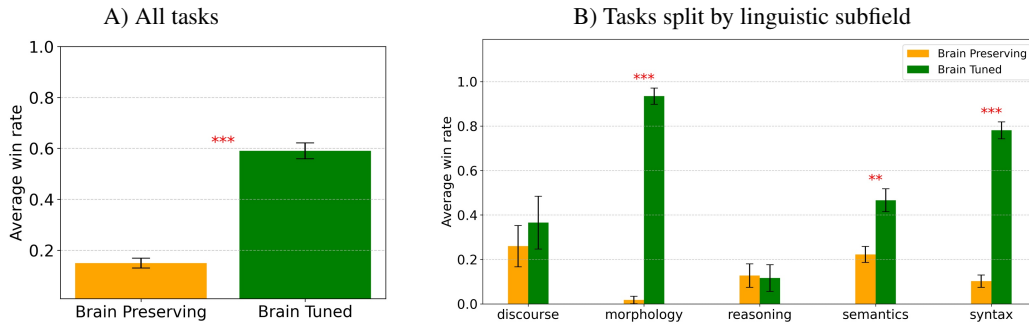 A) All tasks
1.0
0.8
0.6
0.4
0.2
Average win rate
***
Brain Preserving
Brain Tuned
B) Tasks split by linguistic subfield
Brain Preserving
Brain Tuned
1.0
0.8
0.6
0.4
0.2
0.0
Average win rate
***
**
***
discourse
morphology
reasoning
semantics
syntax